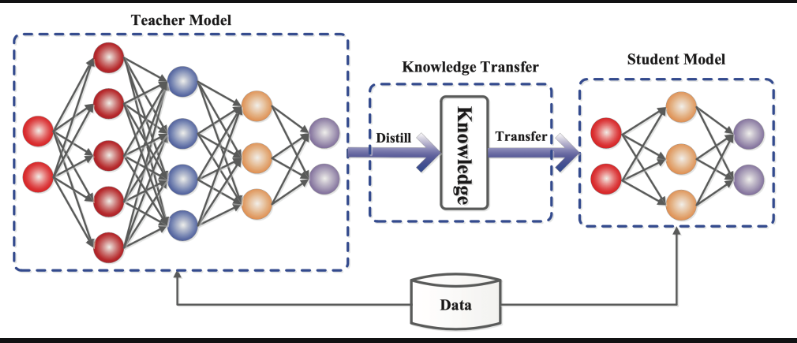 Teacher Model
Knowledge Transfer
Student Model
Distill
Knowledge
Transfer
Data